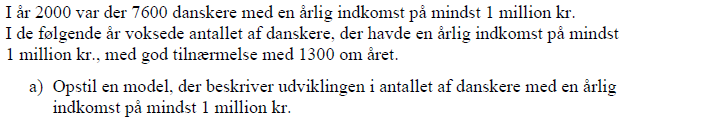 I år 2000 var der 7600 danskere med en årlig indkomst på mindst 1 million kr.
I de følgende år voksede antallet af danskere, der havde en årlig indkomst på mindst
1 million kr., med god tilnærmelse med 1300 om året.
a) Opstil en model, der beskriver udviklingen i antallet af danskere med en årlig
indkomst på mindst 1 million kr.